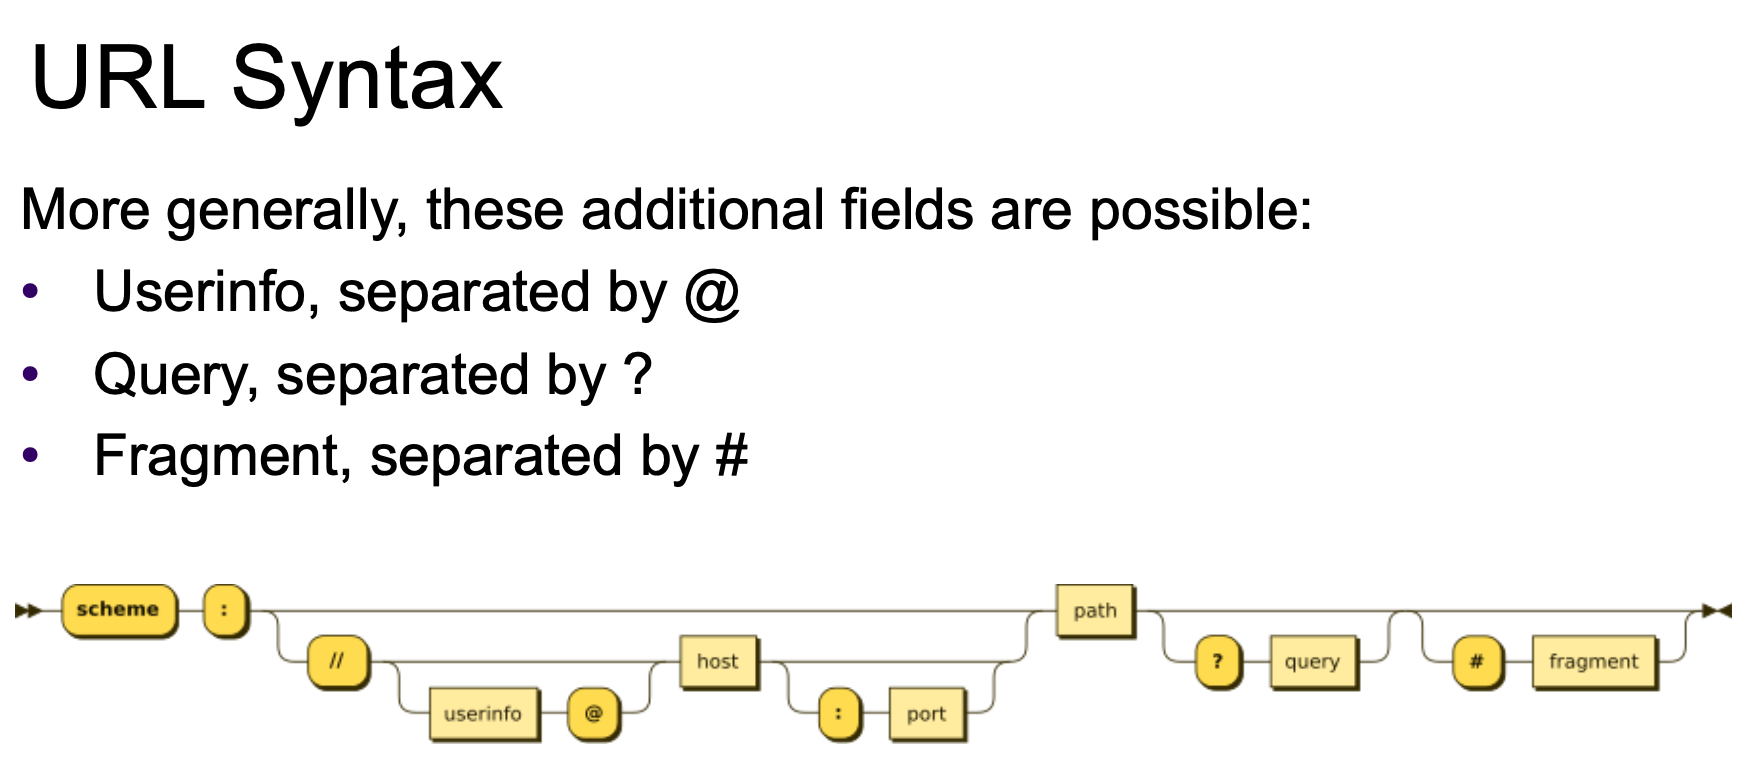 URL Syntax
More generally, these additional fields are possible:
• Userinfo, separated by @
• Query, separated by ?
• Fragment, separated by #
scheme : path
// host ? query # fragment
userinfo @ : port